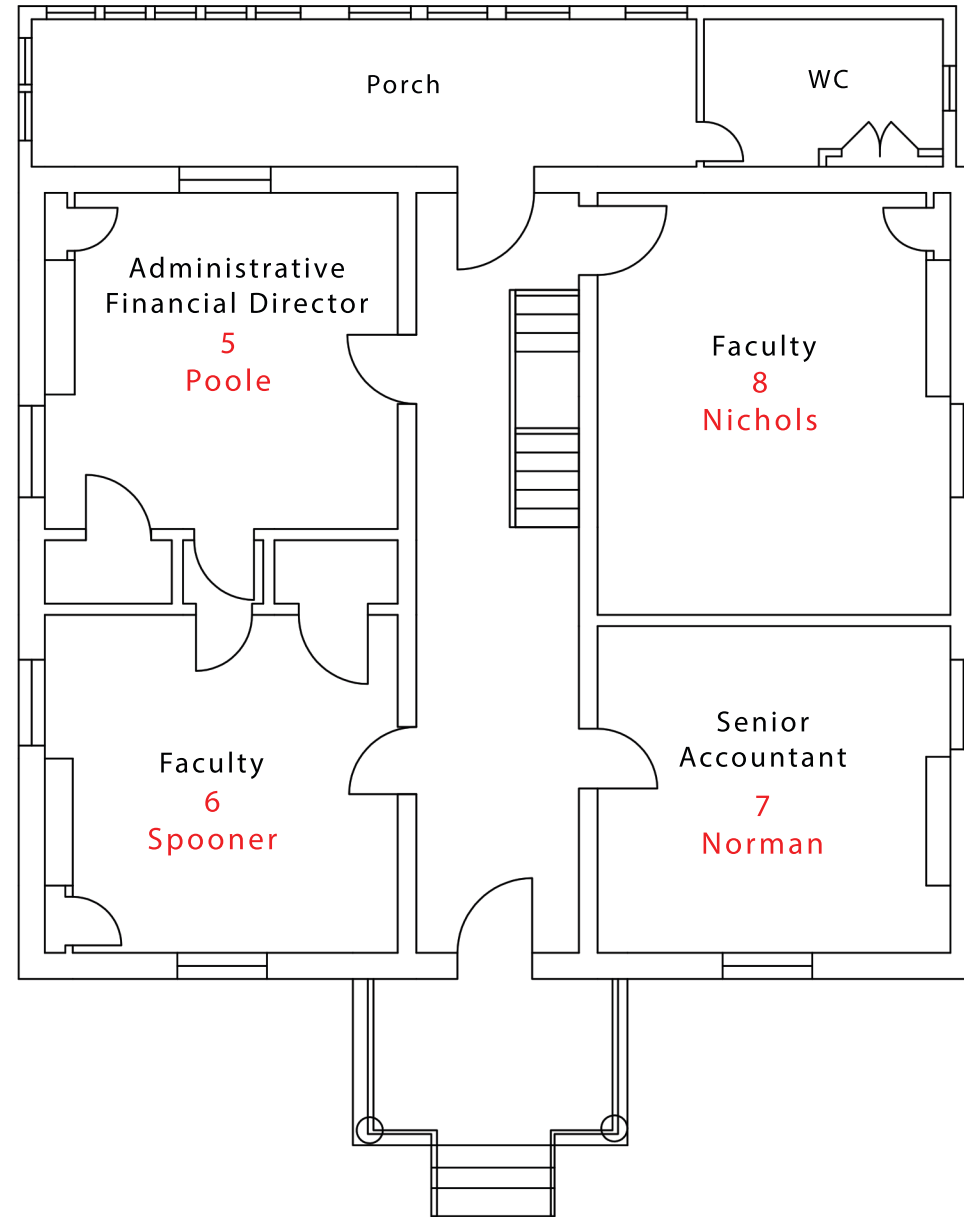 Porch
WC
Administrative
Financial Director
5
Poole
Faculty
8
Nichols
Faculty
6
Spooner
Senior
Accountant
7
Norman